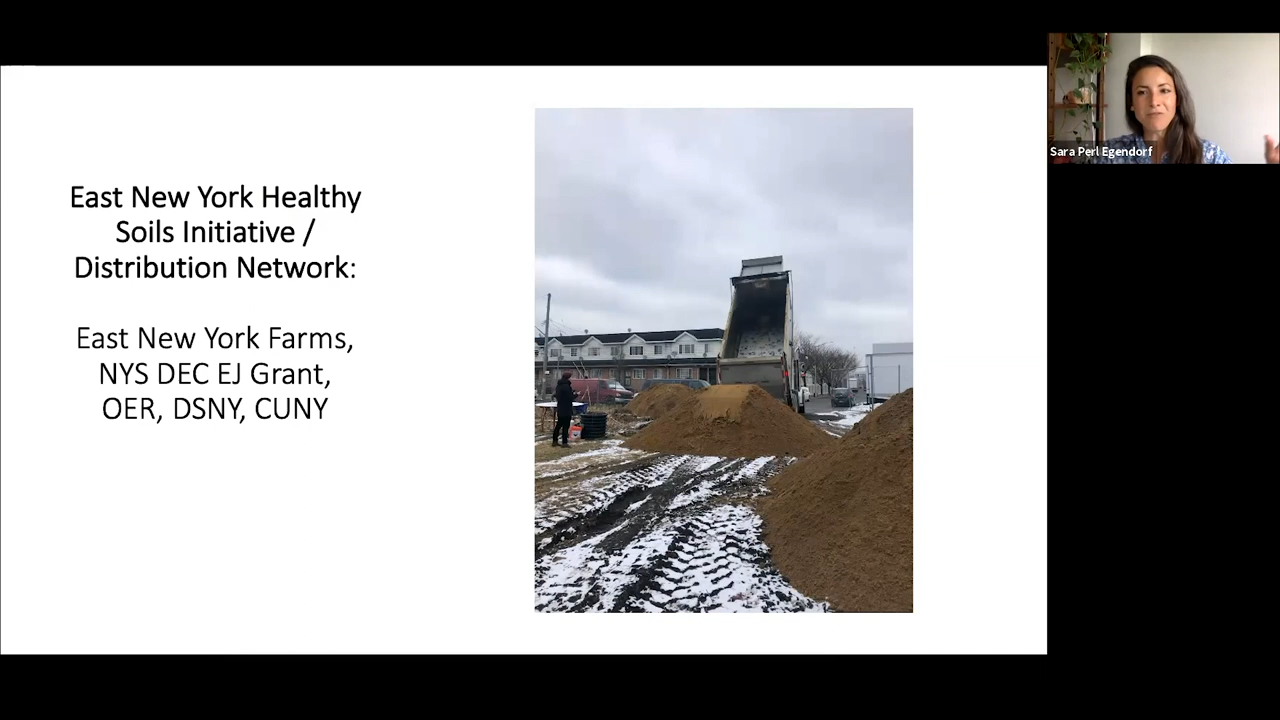 East New York Healthy
Soils Initiative /
Distribution Network:
East New York Farms,
NYS DEC EJ Grant,
OER, DSNY, CUNY
Sara Perl Egendorf